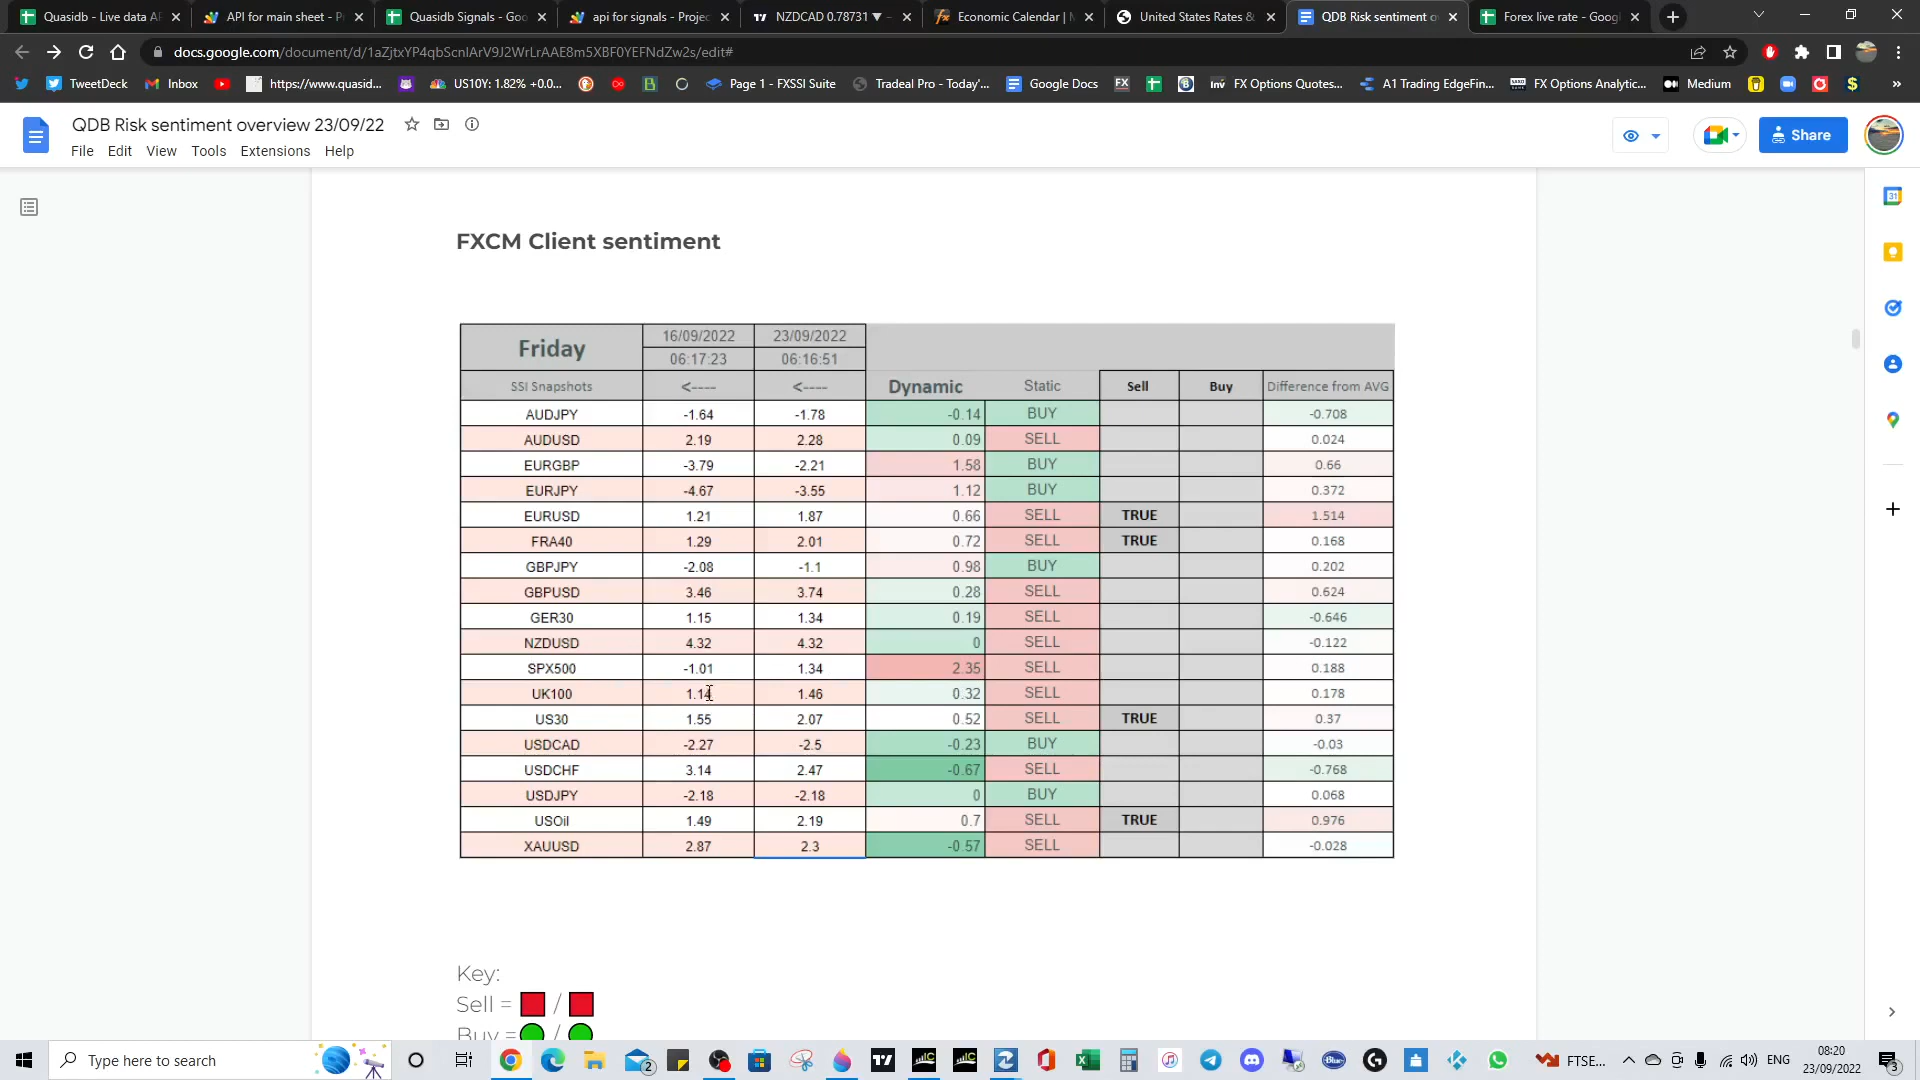 Quasidb - Live data AP
API for main sheet - Pr
Quasidb Signals - Goo
api for signals - Projec
NZDCAD 0.78731 ▼ −
Economic Calendar | M
United States Rates &
QDB Risk sentiment o
Forex live rate - Googl
docs.google.com/document/d/1aZjtxYP4qbScnlArV9J2WrLrAAE8m5XBF0YEFNdZw2s/edit#
TweetDeck
Inbox
https://www.quasid...
US10Y: 1.82% +0.0...
Page 1 - FXSSI Suite
Tradeal Pro - Today'...
Google Docs
FX Options Quotes...
A1 Trading EdgeFin...
FX Options Analytic...
Medium
QDB Risk sentiment overview 23/09/22
Share
File Edit View Tools Extensions Help
FXCM Client sentiment
Friday 16/09/2022 23/09/2022
06:17:23 06:16:51
SSI Snapshots <---- <---- Dynamic Static Sell Buy Difference from AVG
AUDJPY -1.64 -1.78 -0.14 BUY -0.708
AUDUSD 2.19 2.28 0.09 SELL 0.024
EURGBP -3.79 -2.21 1.58 BUY 0.66
EURJPY -4.67 -3.55 1.12 BUY 0.372
EURUSD 1.21 1.87 0.66 SELL TRUE 1.514
FRA40 1.29 2.01 0.72 SELL TRUE 0.168
GBPJPY -2.08 -1.1 0.98 BUY 0.202
GBPUSD 3.46 3.74 0.28 SELL 0.624
GER30 1.15 1.34 0.19 SELL -0.646
NZDUSD 4.32 4.32 0 SELL -0.122
SPX500 -1.01 1.34 2.35 SELL 0.188
UK100 1.14 1.46 0.32 SELL 0.178
US30 1.55 2.07 0.52 SELL TRUE 0.37
USDCAD -2.27 -2.5 -0.23 BUY -0.03
USDCHF 3.14 2.47 -0.67 SELL -0.768
USDJPY -2.18 -2.18 0 BUY 0.068
USOil 1.49 2.19 0.7 SELL TRUE 0.976
XAUUSD 2.87 2.3 -0.57 SELL -0.028
Key:
Sell = /
Buy = /
Type here to search
FTSE...
ENG
08:20
23/09/2022